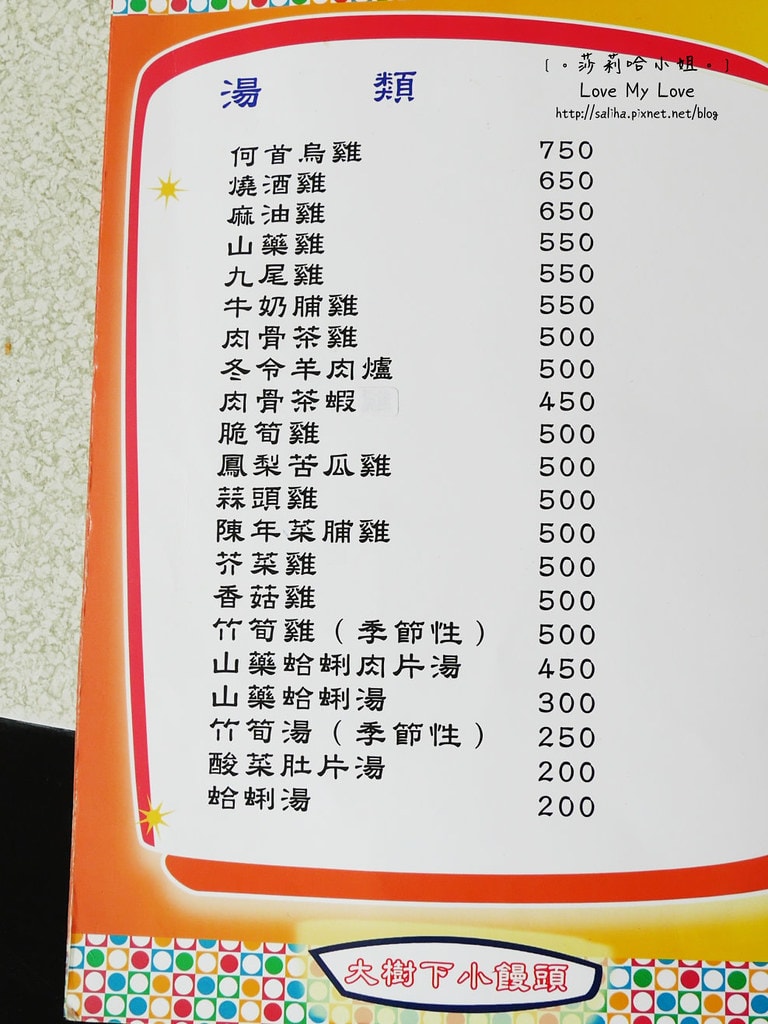 [。莎莉哈小姐。]
Love My Love
http://saliha.pixnet.net/blog
湯 類
何首烏雞 750
燒酒雞 650
麻油雞 650
山藥雞 550
九尾雞 550
牛奶脯雞 550
肉骨茶雞 500
冬令羊肉爐 500
肉骨茶蝦 450
脆筍雞 500
鳳梨苦瓜雞 500
蒜頭雞 500
陳年菜脯雞 500
芥菜雞 500
香菇雞 500
竹筍雞（季節性） 500
山藥蛤蜊肉片湯 450
山藥蛤蜊湯 300
竹筍湯（季節性） 250
酸菜肚片湯 200
蛤蜊湯 200
大樹下小饅頭